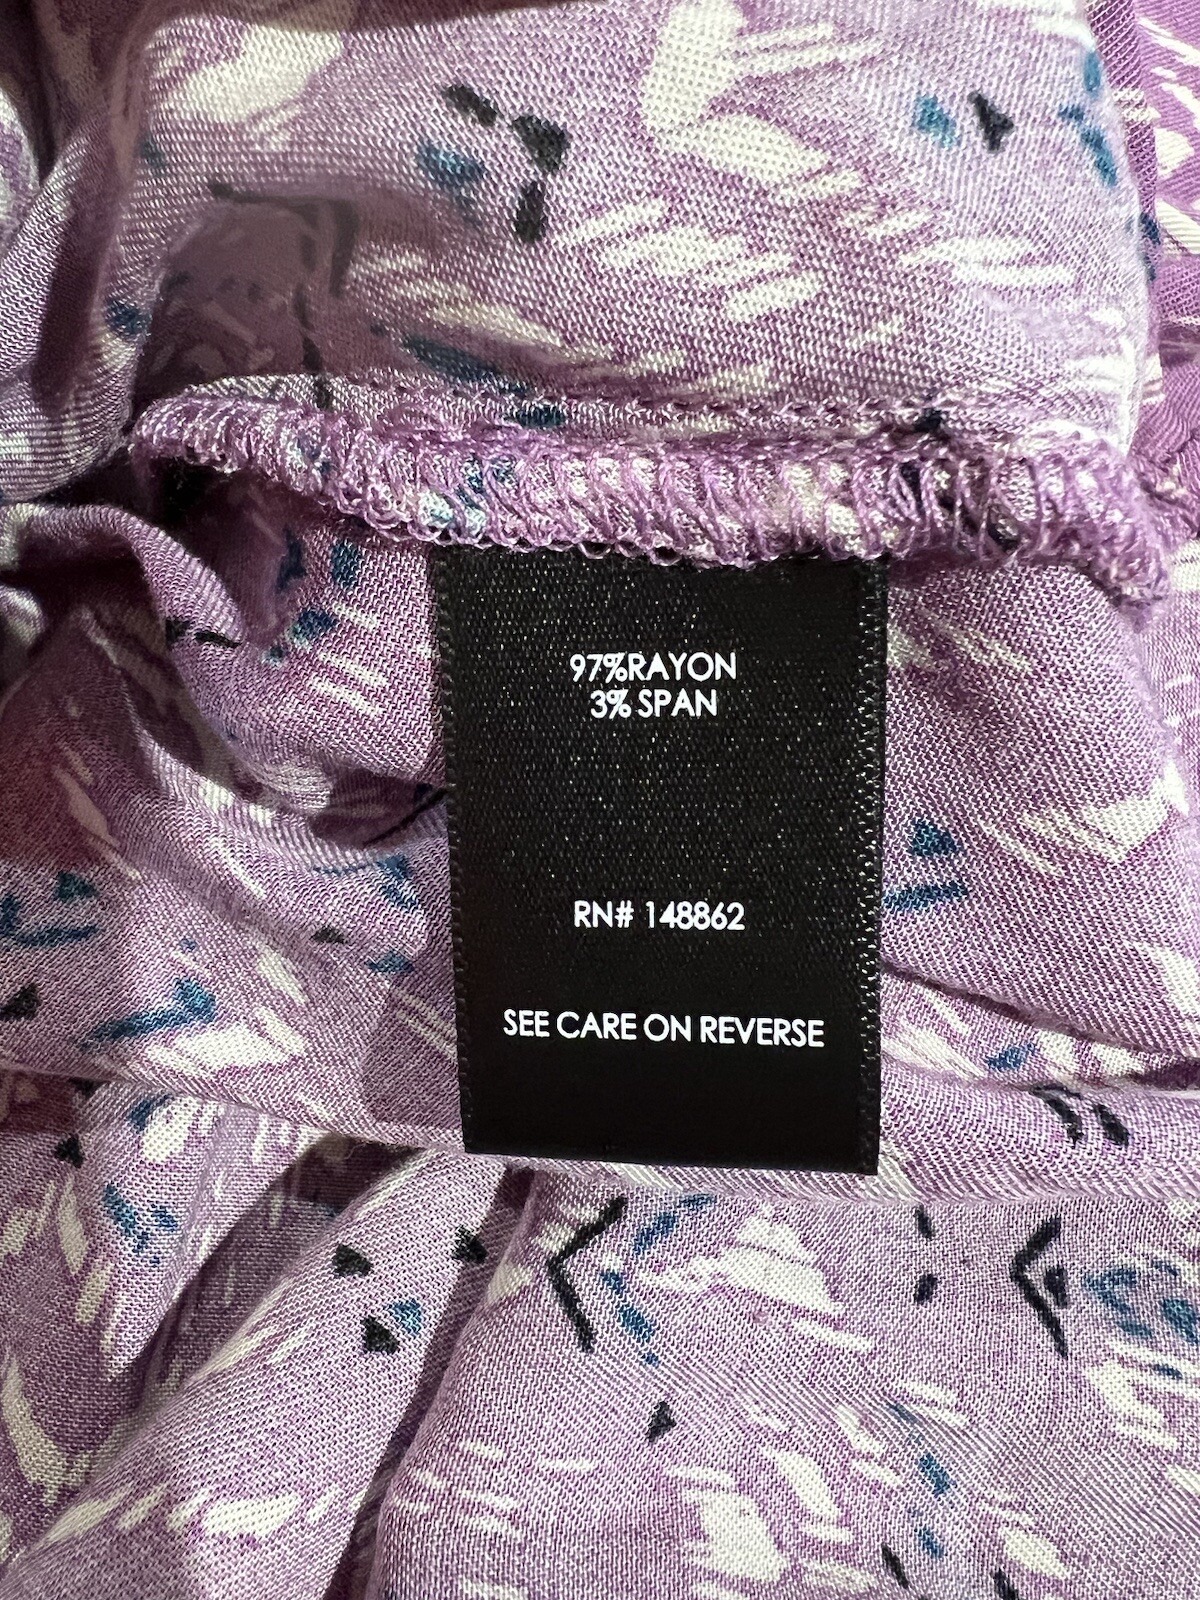 97%RAYON
3% SPAN
RN# 148862
SEE CARE ON REVERSE